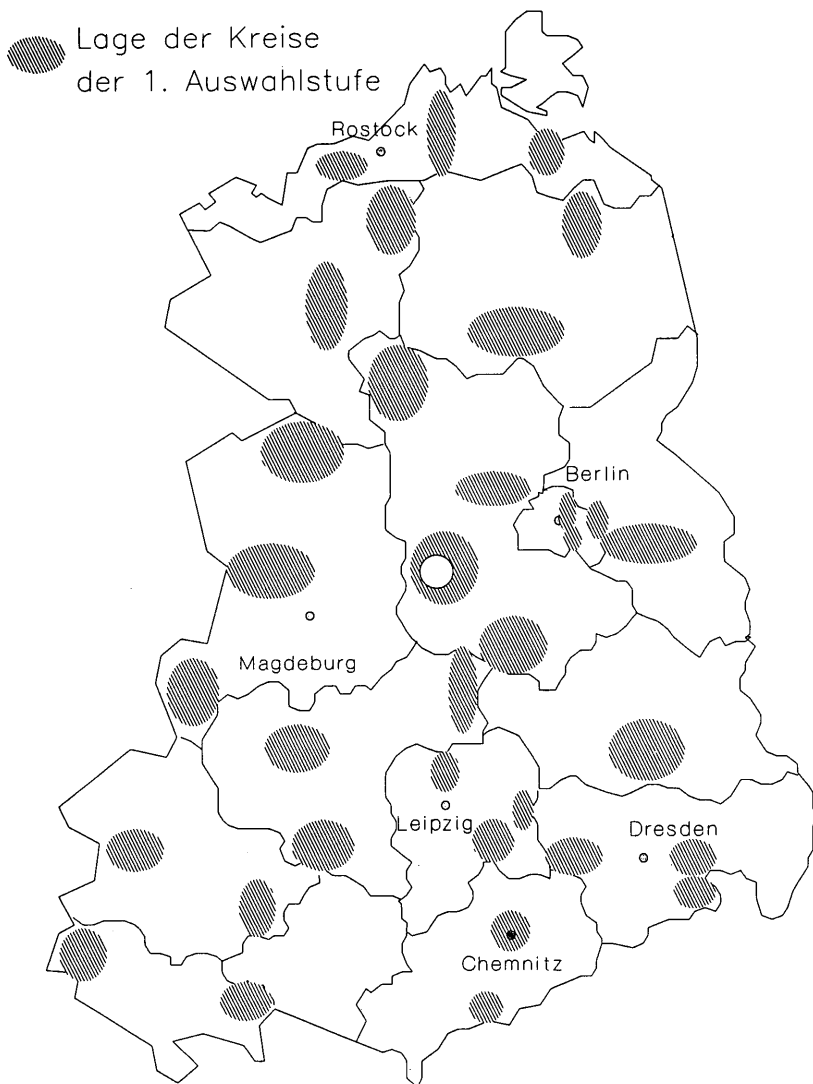 Lage der Kreise
der 1. Auswahlstufe
Rostock
Berlin
Magdeburg
Leipzig
Dresden
Chemnitz